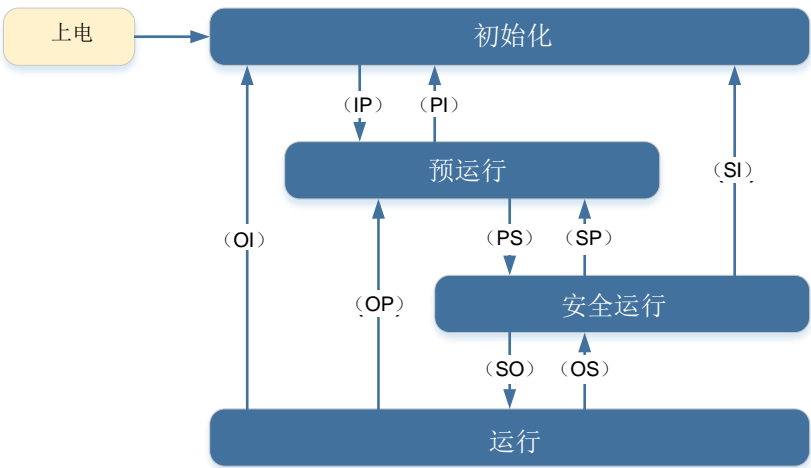 上电
初始化
（IP）
（PI）
预运行
（SI）
（OI）
（PS）
（SP）
（OP）
安全运行
（SO）
（OS）
运行